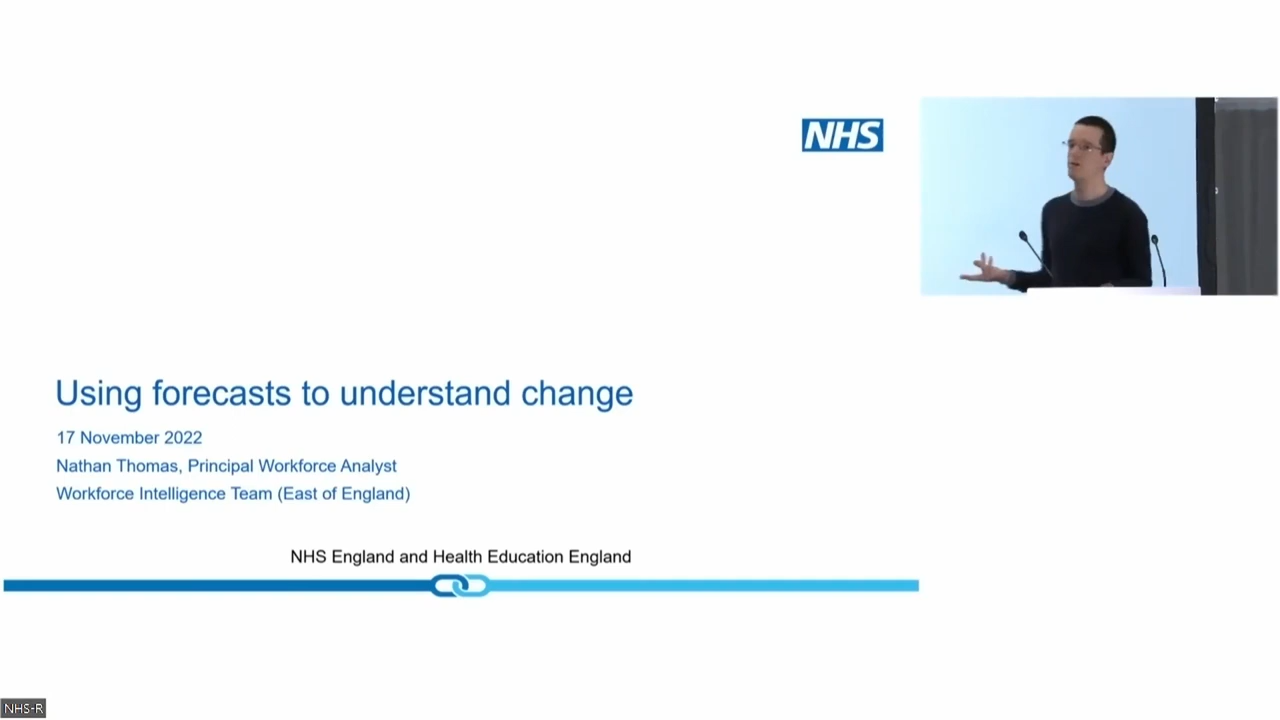 NHS
Using forecasts to understand change
17 November 2022
Nathan Thomas, Principal Workforce Analyst
Workforce Intelligence Team (East of England)
NHS England and Health Education England
NHS-R